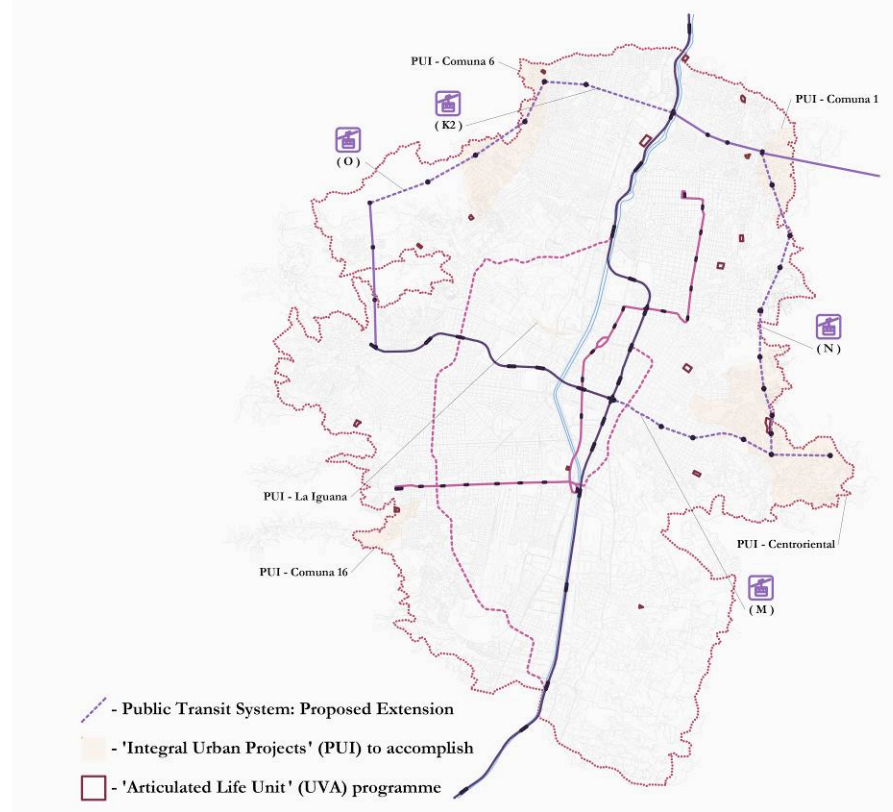 PUI - Comuna 6
PUI - Comuna 1
( K2 )
( O )
( N )
PUI - La Iguana
PUI - Centroriental
PUI - Comuna 16
( M )
- Public Transit System: Proposed Extension
- 'Integral Urban Projects' (PUI) to accomplish
- 'Articulated Life Unit' (UVA) programme